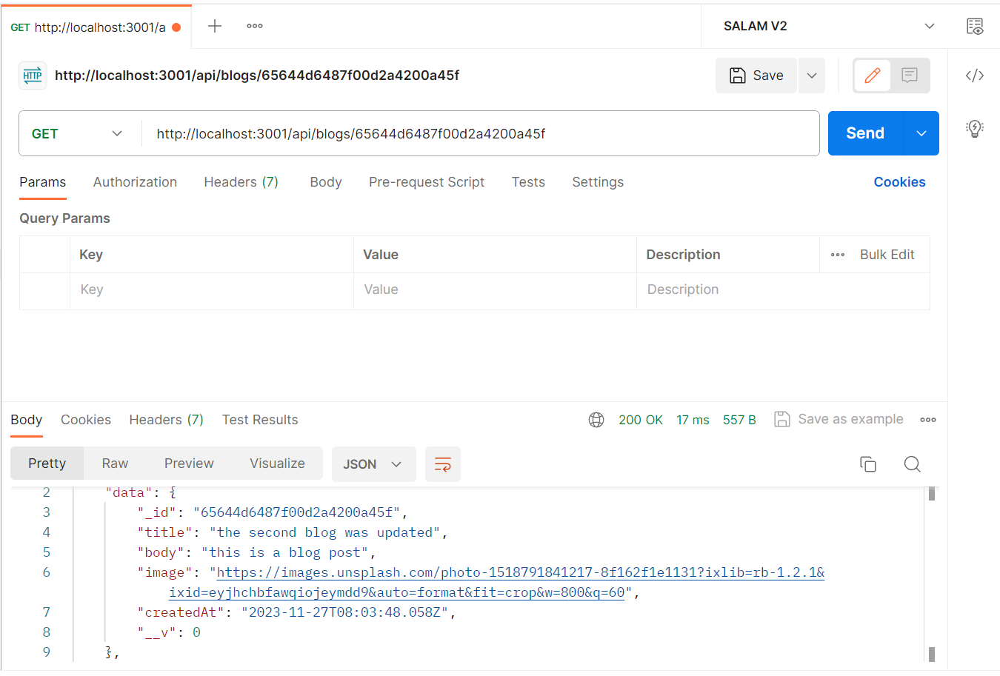 GET http://localhost:3001/a
SALAM V2
HTTP http://localhost:3001/api/blogs/65644d6487f00d2a4200a45f
Save
GET http://localhost:3001/api/blogs/65644d6487f00d2a4200a45f
Send
Params Authorization Headers (7) Body Pre-request Script Tests Settings Cookies
Query Params
Key Value Description Bulk Edit
Key Value Description
Body Cookies Headers (7) Test Results 200 OK 17 ms 557 B Save as example
Pretty Raw Preview Visualize JSON
2 "data": {
3 "_id": "65644d6487f00d2a4200a45f",
4 "title": "the second blog was updated",
5 "body": "this is a blog post",
6 "image": "https://images.unsplash.com/photo-1518791841217-8f162f1e1131?ixlib=rb-1.2.1&
ixid=eyjhchbfawqiojeymdd9&auto=format&fit=crop&w=800&q=60",
7 "createdAt": "2023-11-27T08:03:48.058Z",
8 "__v": 0
9 },